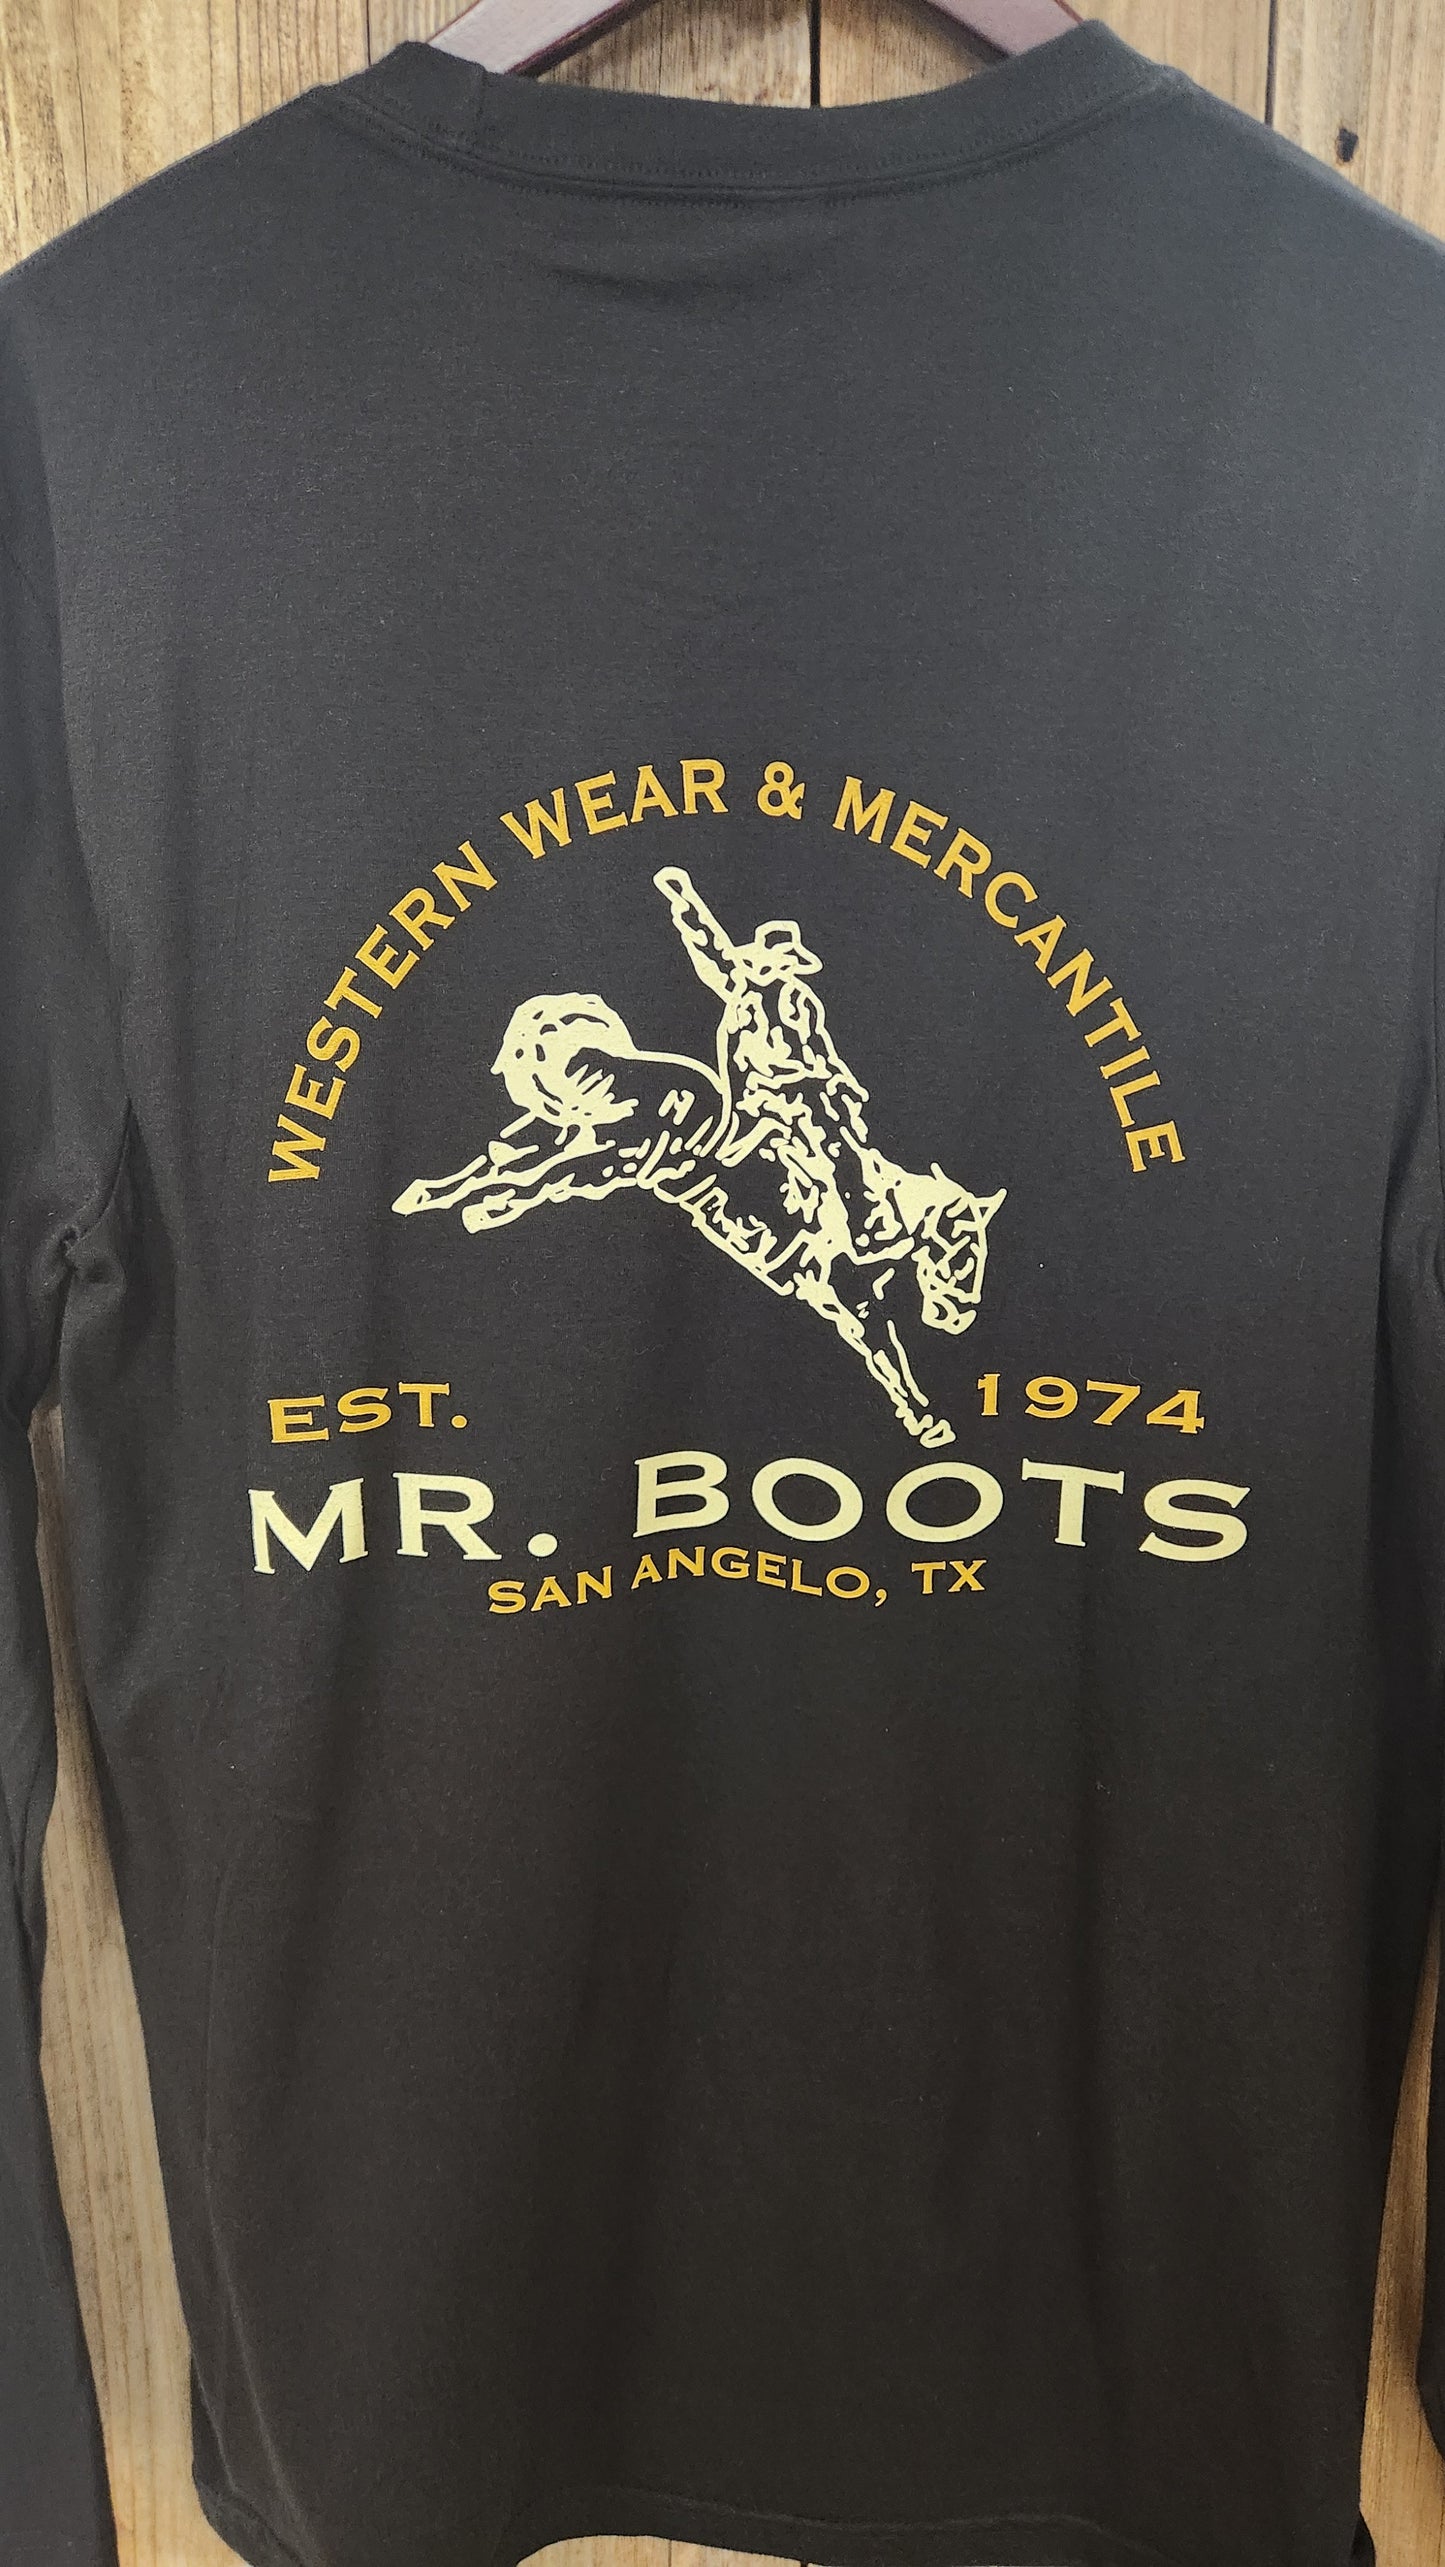 WESTERN WEAR & MERCANTILE
EST. 1974
MR. BOOTS
SAN ANGELO, TX